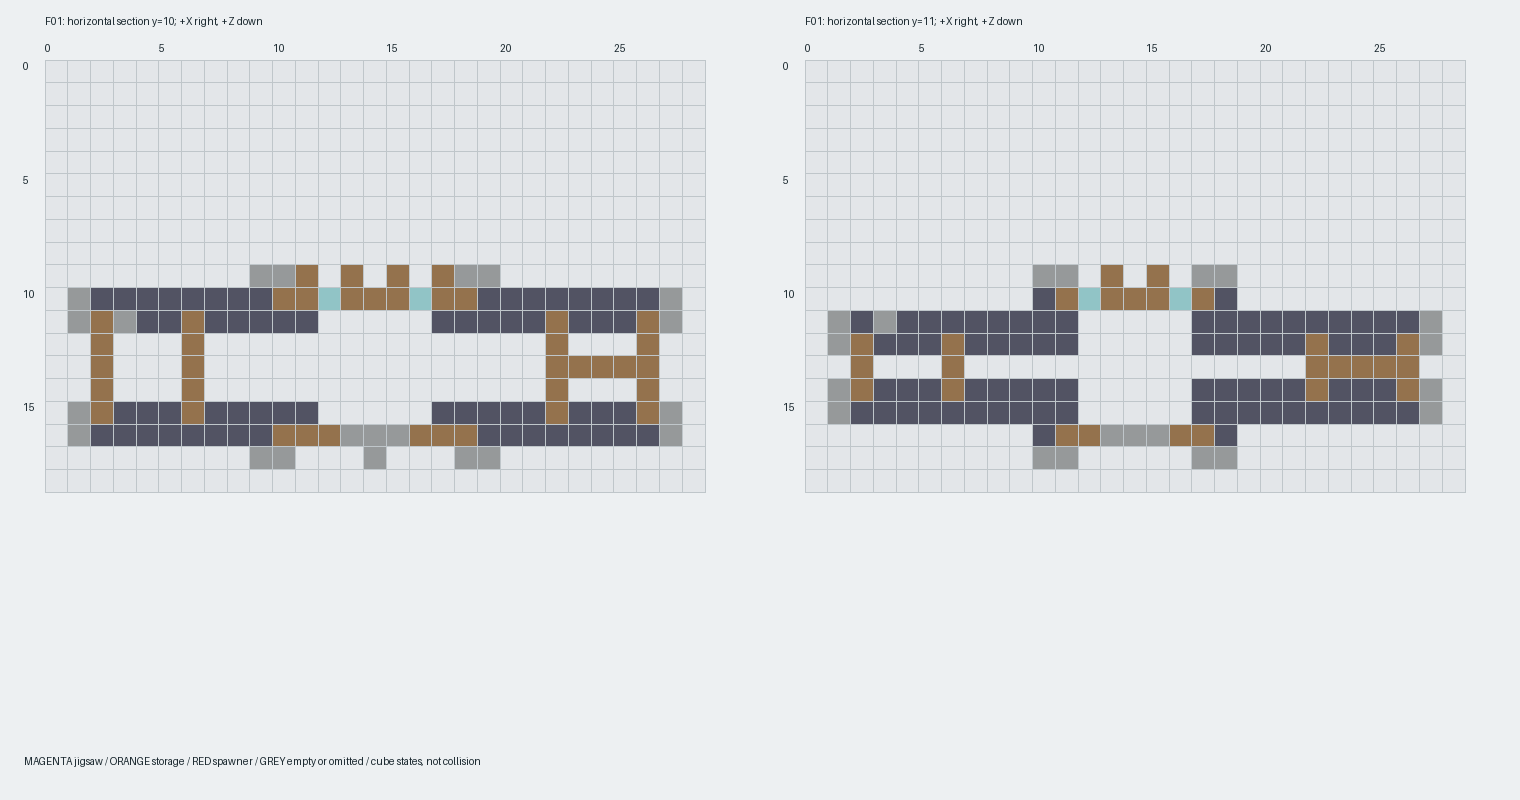 F01: horizontal section y=10; +X right, +Z down
F01: horizontal section y=11; +X right, +Z down
0 5 10 15 20 25
0 5 10 15 20 25
0
0
5
5
10
10
15
15
MAGENTA jigsaw / ORANGE storage / RED spawner / GREY empty or omitted / cube states, not collision